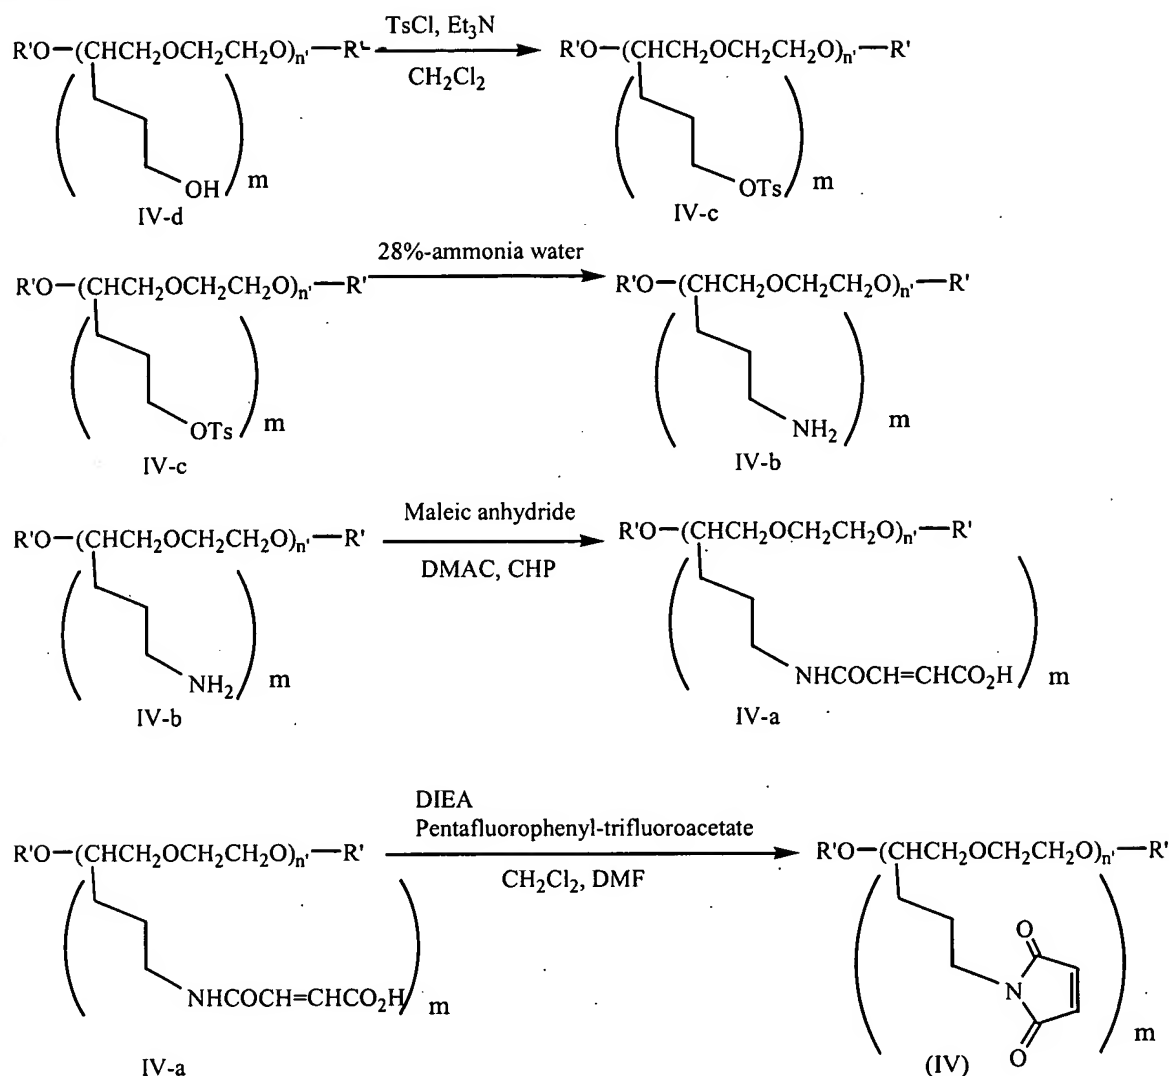 TsCl, Et3N
R'O-(CHCH2OCH2CH2O)n'-R'
CH2Cl2
R'O-(CHCH2OCH2CH2O)n'-R'
OH
m
IV-d
OTs
m
IV-c
28%-ammonia water
R'O-(CHCH2OCH2CH2O)n'-R'
R'O-(CHCH2OCH2CH2O)n'-R'
OTs
m
IV-c
NH2
m
IV-b
Maleic anhydride
R'O-(CHCH2OCH2CH2O)n'-R'
DMAC, CHP
R'O-(CHCH2OCH2CH2O)n'-R'
NH2
m
IV-b
NHCOCH=CHCO2H
m
IV-a
DIEA
Pentafluorophenyl-trifluoroacetate
R'O-(CHCH2OCH2CH2O)n'-R'
CH2Cl2, DMF
R'O-(CHCH2OCH2CH2O)n'-R'
NHCOCH=CHCO2H
m
IV-a
O
N
O
m
(IV)